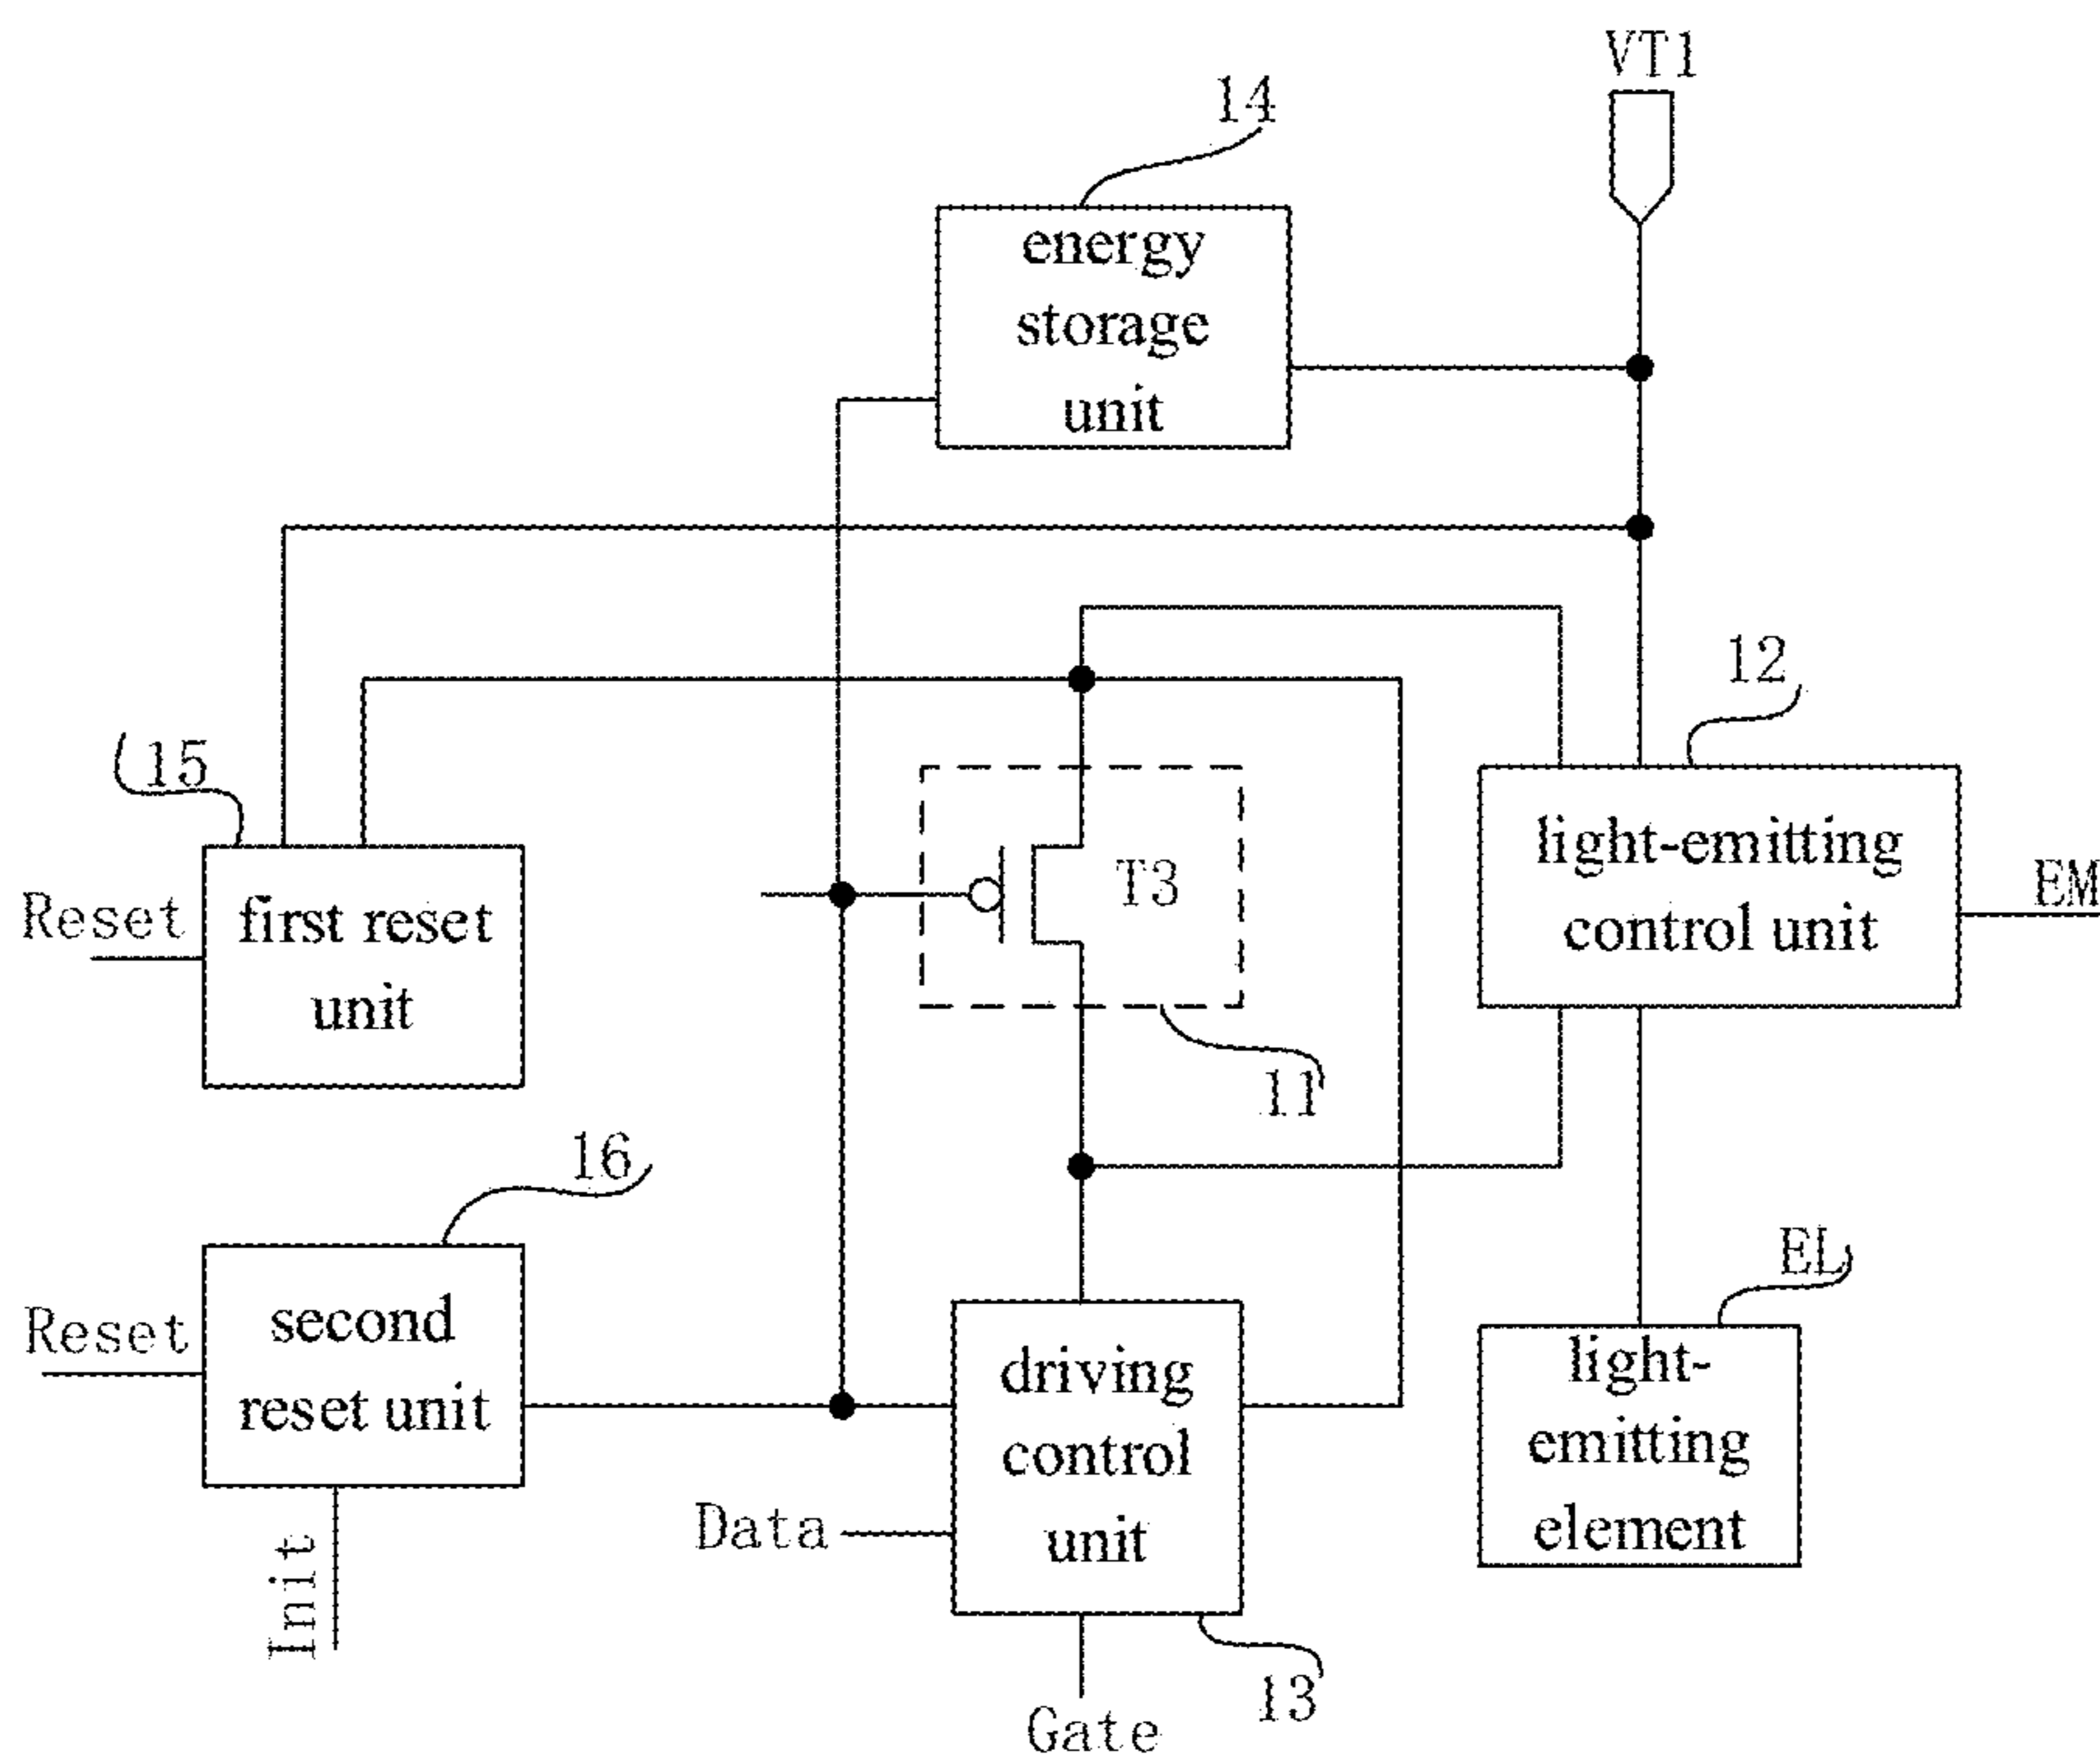 VT1
14
energy
storage
unit
12
15
light-emitting
control unit
EM
T3
Reset
first reset
unit
11
16
EL
Reset
second
reset unit
light-
emitting
element
driving
control
unit
Data
Init
13
Gate